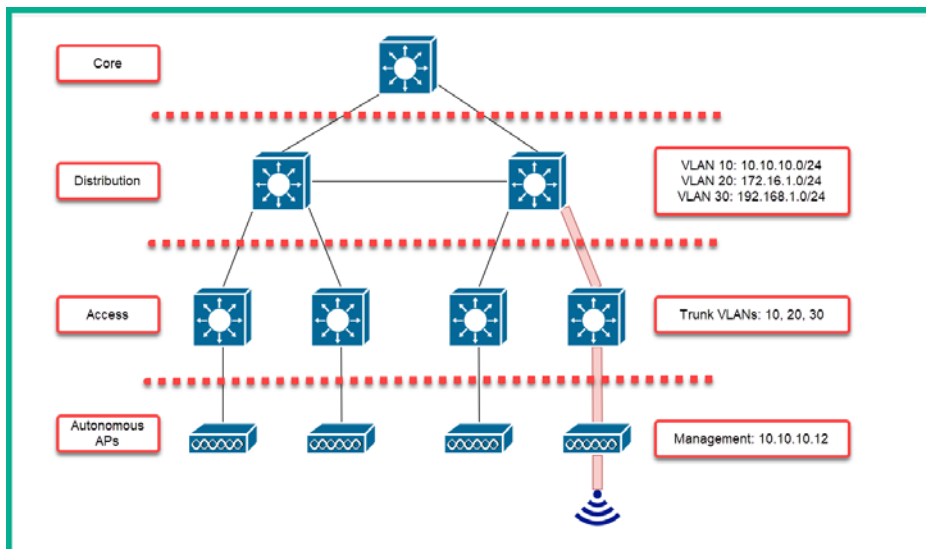 Core
Distribution
VLAN 10: 10.10.10.0/24
VLAN 20: 172.16.1.0/24
VLAN 30: 192.168.1.0/24
Access
Trunk VLANs: 10, 20, 30
Autonomous
APs
Management: 10.10.10.12